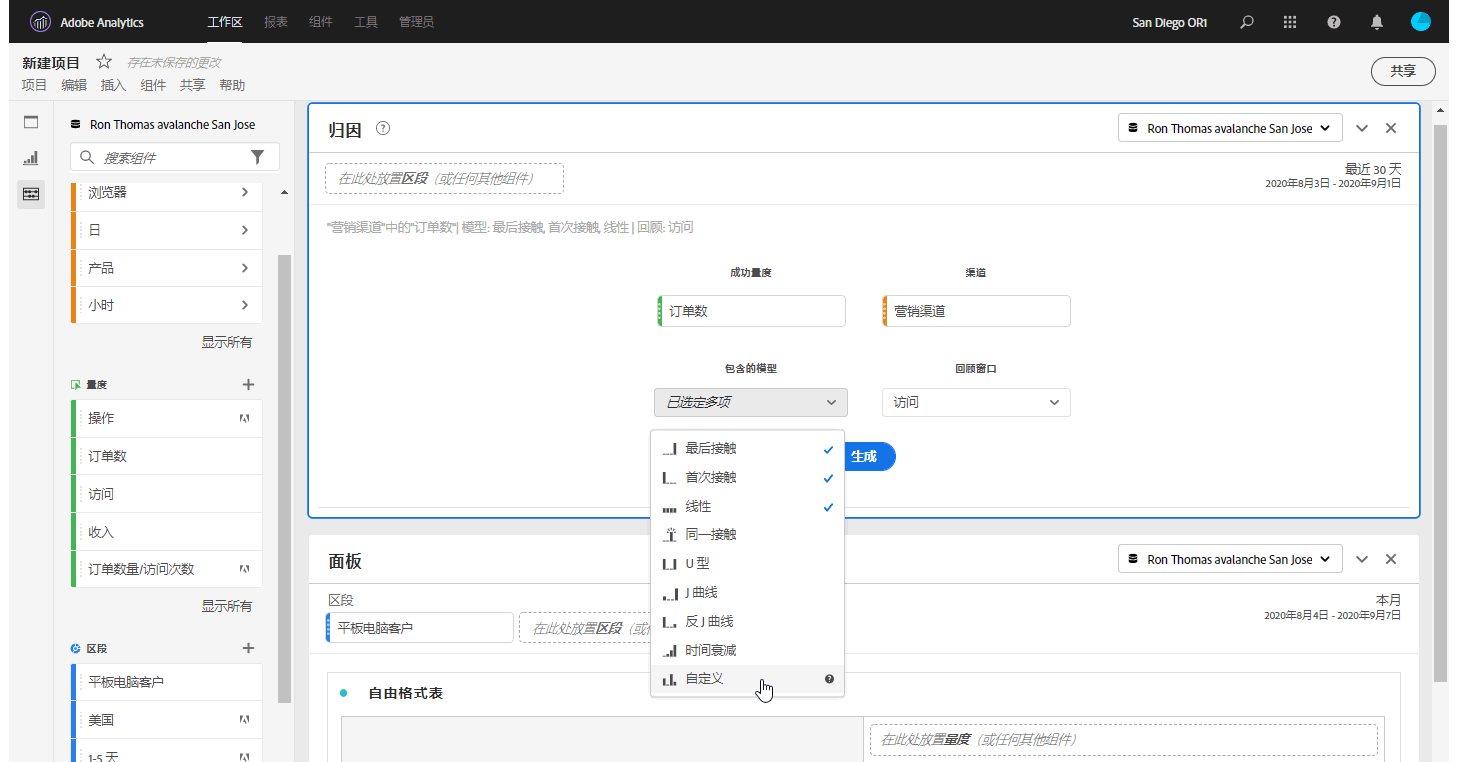 Adobe Analytics 工作区 报表 组件 工具 管理员 San Diego OR1
新建项目 存在未保存的更改
项目 编辑 插入 组件 共享 帮助
共享
Ron Thomas avalanche San Jose
搜索组件
浏览器
日
产品
小时
显示所有
量度
操作
订单数
访问
收入
订单数量/访问次数
显示所有
区段
平板电脑客户
美国
1-5 天
归因
Ron Thomas avalanche San Jose
在此处放置区段（或任何其他组件）
最近 30 天
2020年8月3日 - 2020年9月1日
"营销渠道"中的"订单数"| 模型: 最后接触, 首次接触, 线性 | 回顾: 访问
成功量度 渠道
订单数 营销渠道
包含的模型 回顾窗口
已选定多项 访问
生成
最后接触
首次接触
线性
同一接触
U 型
J 曲线
反 J 曲线
时间衰减
自定义
面板
Ron Thomas avalanche San Jose
区段
平板电脑客户 在此处放置区段（或
本月
2020年8月4日 - 2020年9月7日
自由格式表
在此处放置量度（或任何其他组件）